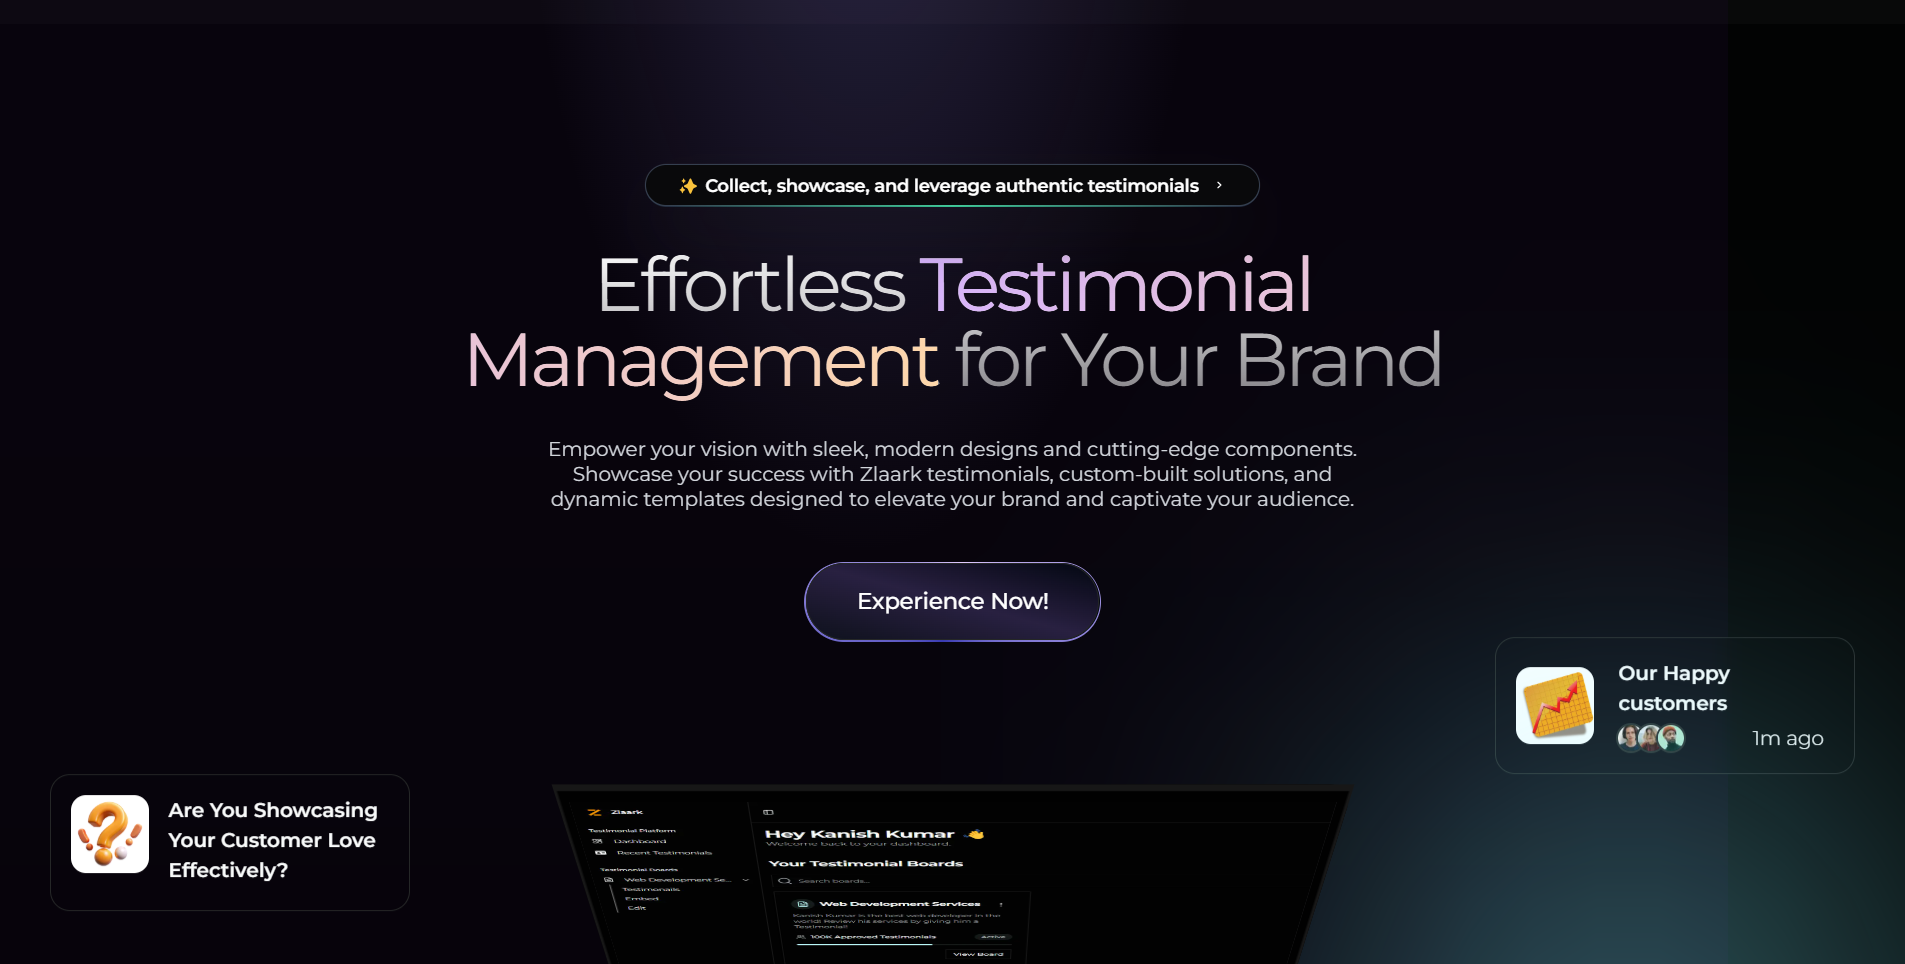 ✨ Collect, showcase, and leverage authentic testimonials
Effortless Testimonial
Management for Your Brand
Empower your vision with sleek, modern designs and cutting-edge components.
Showcase your success with Zlaark testimonials, custom-built solutions, and
dynamic templates designed to elevate your brand and captivate your audience.
Experience Now!
Our Happy
customers
1m ago
Are You Showcasing
Your Customer Love
Effectively?
Zlaark
Testimonial Platform
Dashboard
Recent Testimonials
Testimonial Boards
Web Development Se...
Testimonials
Embed
Edit
Hey Kanish Kumar
Welcome back to your dashboard.
Your Testimonial Boards
Search boards...
Web Development Services
Kanish Kumar is the best web developer in the
world! Review his services by giving him a
Testimonial!
100K Approved Testimonials
Active
View Board